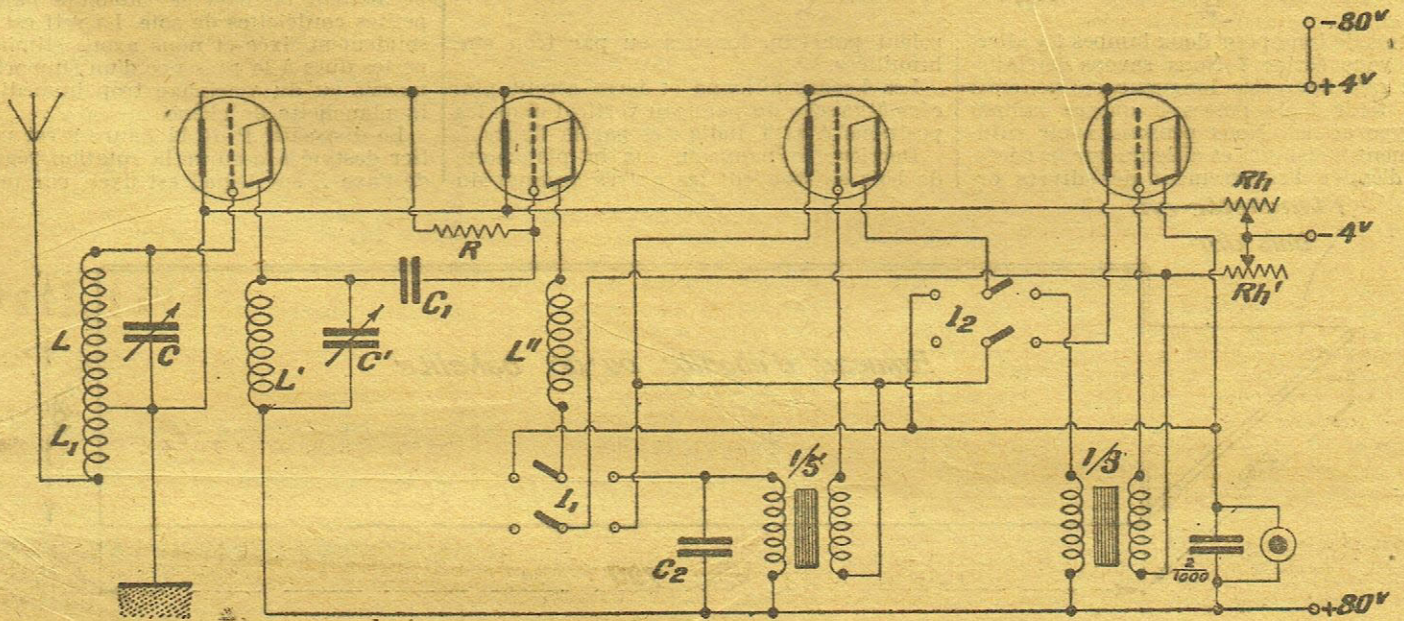 -80v
+4v
Rh
-4v
Rh'
R
C1
L
C
L'
C'
L"
I2
L1
I1
1/5
1/3
C2
2/1000
+80v